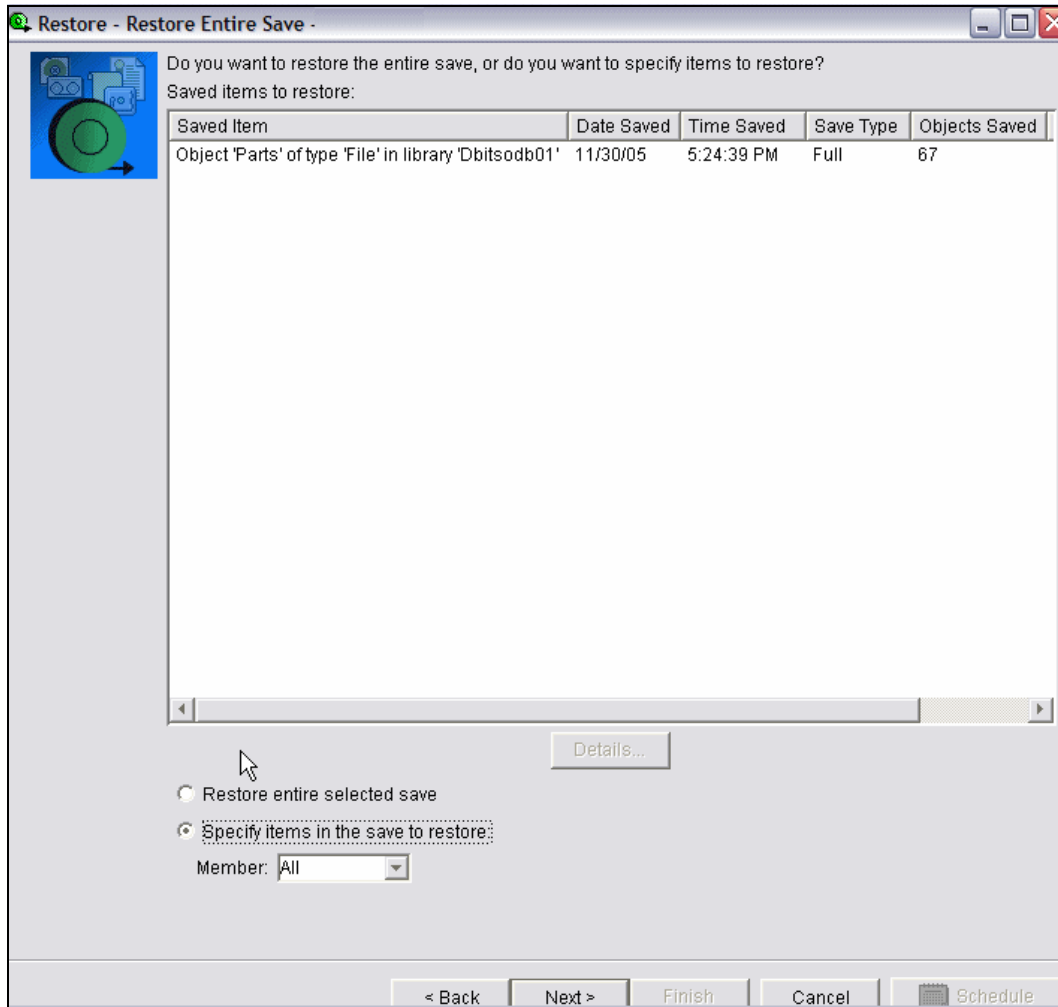 Restore - Restore Entire Save -
Do you want to restore the entire save, or do you want to specify items to restore?
Saved items to restore:
Saved Item Date Saved Time Saved Save Type Objects Saved
Object 'Parts' of type 'File' in library 'Dbitsodb01' 11/30/05 5:24:39 PM Full 67
Details...
Restore entire selected save
Specify items in the save to restore:
Member: All
< Back Next > Finish Cancel Schedule